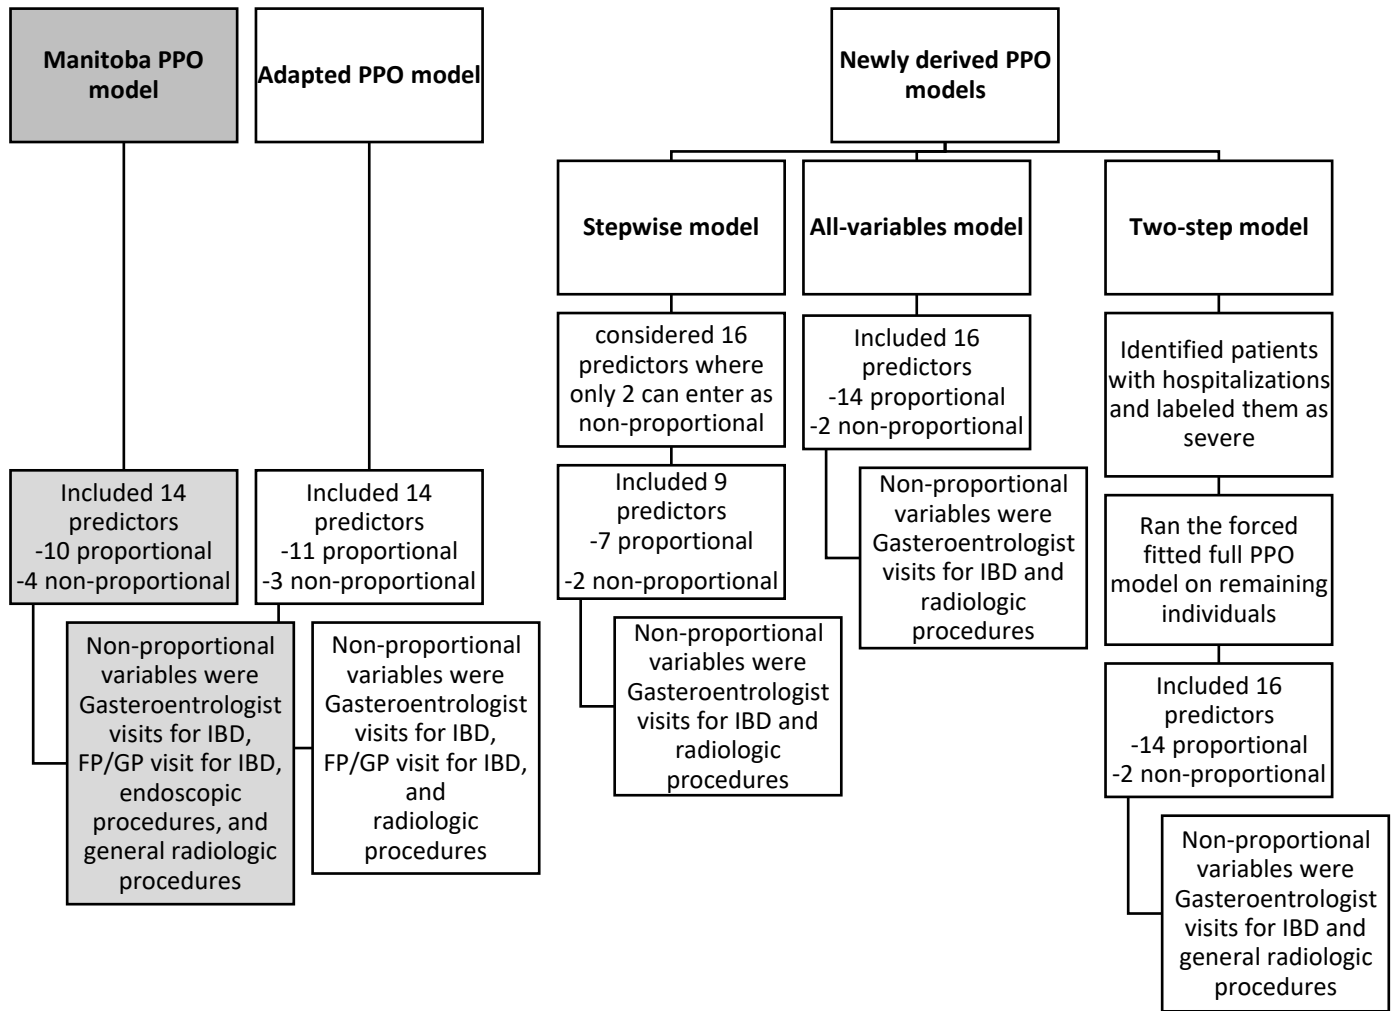 Manitoba PPO
model
Adapted PPO model
Newly derived PPO
models
Stepwise model
All-variables model
Two-step model
considered 16
predictors where
only 2 can enter as
non-proportional
Included 16
predictors
-14 proportional
-2 non-proportional
Identified patients
with hospitalizations
and labeled them as
severe
Included 14
predictors
-10 proportional
-4 non-proportional
Included 14
predictors
-11 proportional
-3 non-proportional
Included 9
predictors
-7 proportional
-2 non-proportional
Non-proportional
variables were
Gasteroentrologist
visits for IBD and
radiologic
procedures
Ran the forced
fitted full PPO
model on remaining
individuals
Non-proportional
variables were
Gasteroentrologist
visits for IBD,
FP/GP visit for IBD,
endoscopic
procedures, and
general radiologic
procedures
Non-proportional
variables were
Gasteroentrologist
visits for IBD,
FP/GP visit for IBD,
and
radiologic
procedures
Non-proportional
variables were
Gasteroentrologist
visits for IBD and
radiologic
procedures
Included 16
predictors
-14 proportional
-2 non-proportional
Non-proportional
variables were
Gasteroentrologist
visits for IBD and
general radiologic
procedures